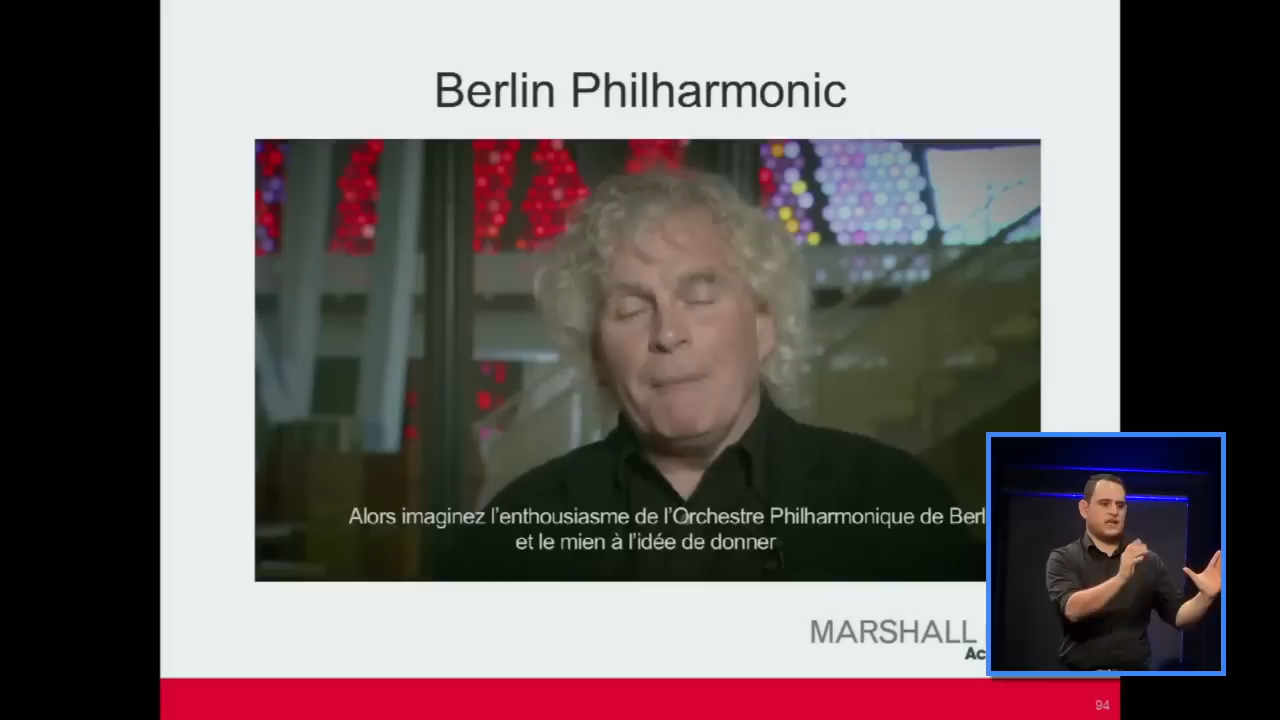 Berlin Philharmonic
Alors imaginez l'enthousiasme de l'Orchestre Philharmonique de
et le mien à l'idée de donner
MARSHALL
94